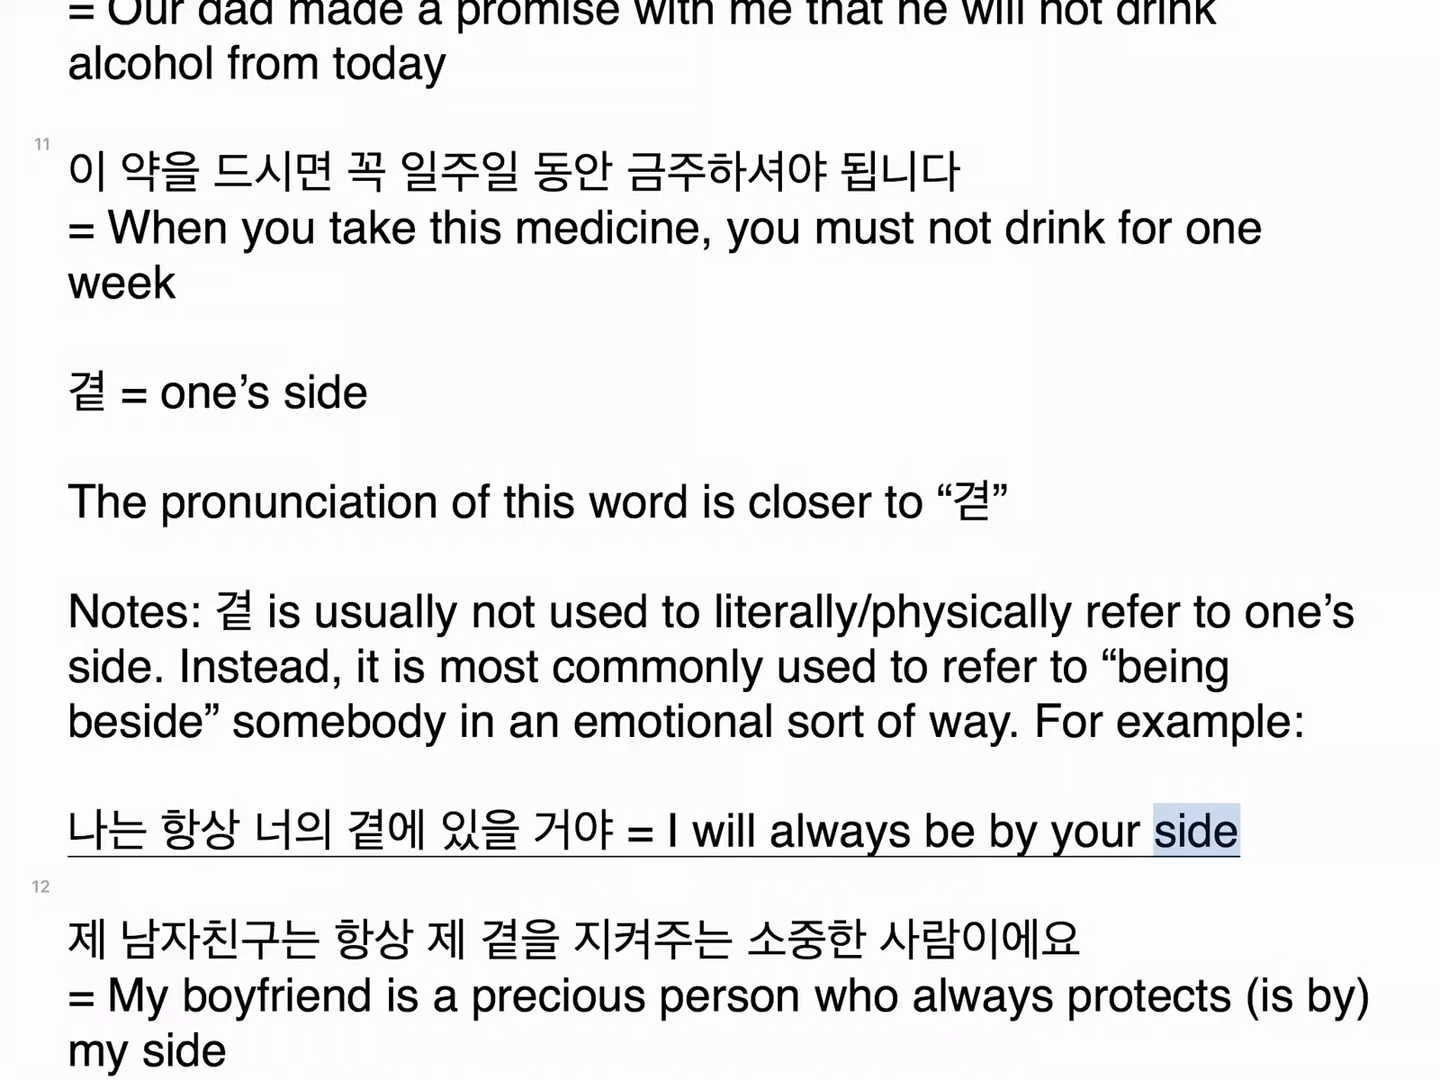 = Our dad made a promise with me that he will not drink
alcohol from today
11
이 약을 드시면 꼭 일주일 동안 금주하셔야 됩니다
= When you take this medicine, you must not drink for one
week
곁 = one’s side
The pronunciation of this word is closer to “겯”
Notes: 곁 is usually not used to literally/physically refer to one’s
side. Instead, it is most commonly used to refer to “being
beside” somebody in an emotional sort of way. For example:
나는 항상 너의 곁에 있을 거야 = I will always be by your side
12
제 남자친구는 항상 제 곁을 지켜주는 소중한 사람이에요
= My boyfriend is a precious person who always protects (is by)
my side